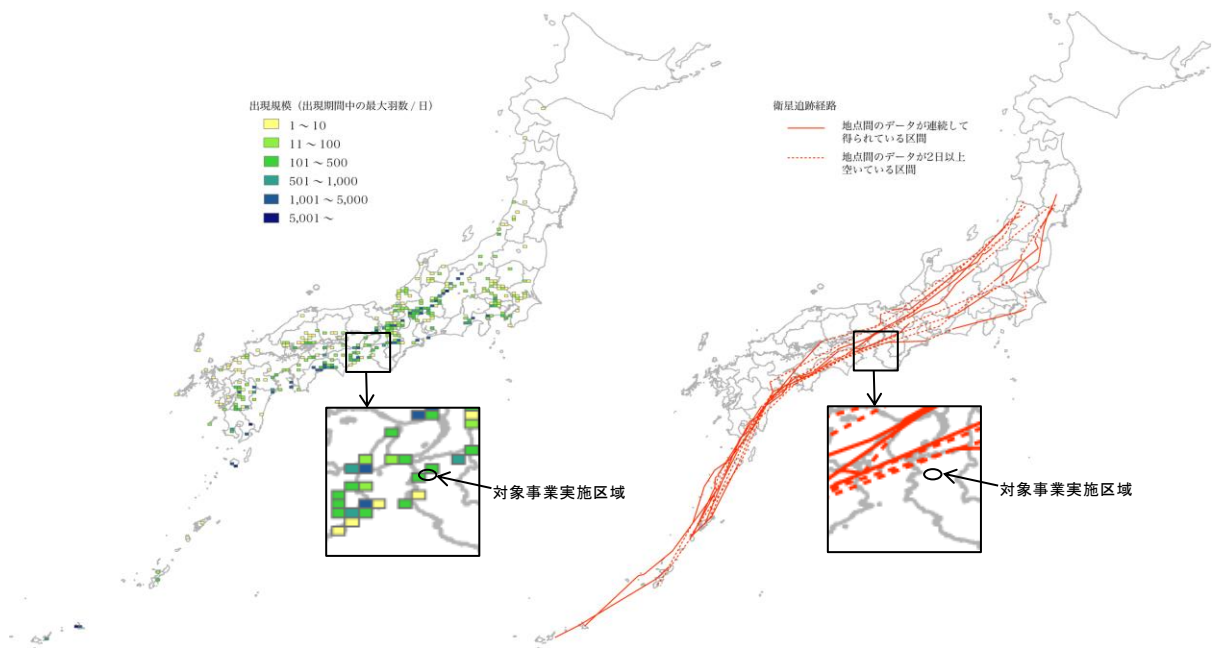 出現規模（出現期間中の最大羽数 / 日）
1 ～ 10
11 ～ 100
101 ～ 500
501 ～ 1,000
1,001 ～ 5,000
5,001 ～
対象事業実施区域
衛星追跡経路
地点間のデータが連続して
得られている区間
地点間のデータが2日以上
空いている区間
対象事業実施区域